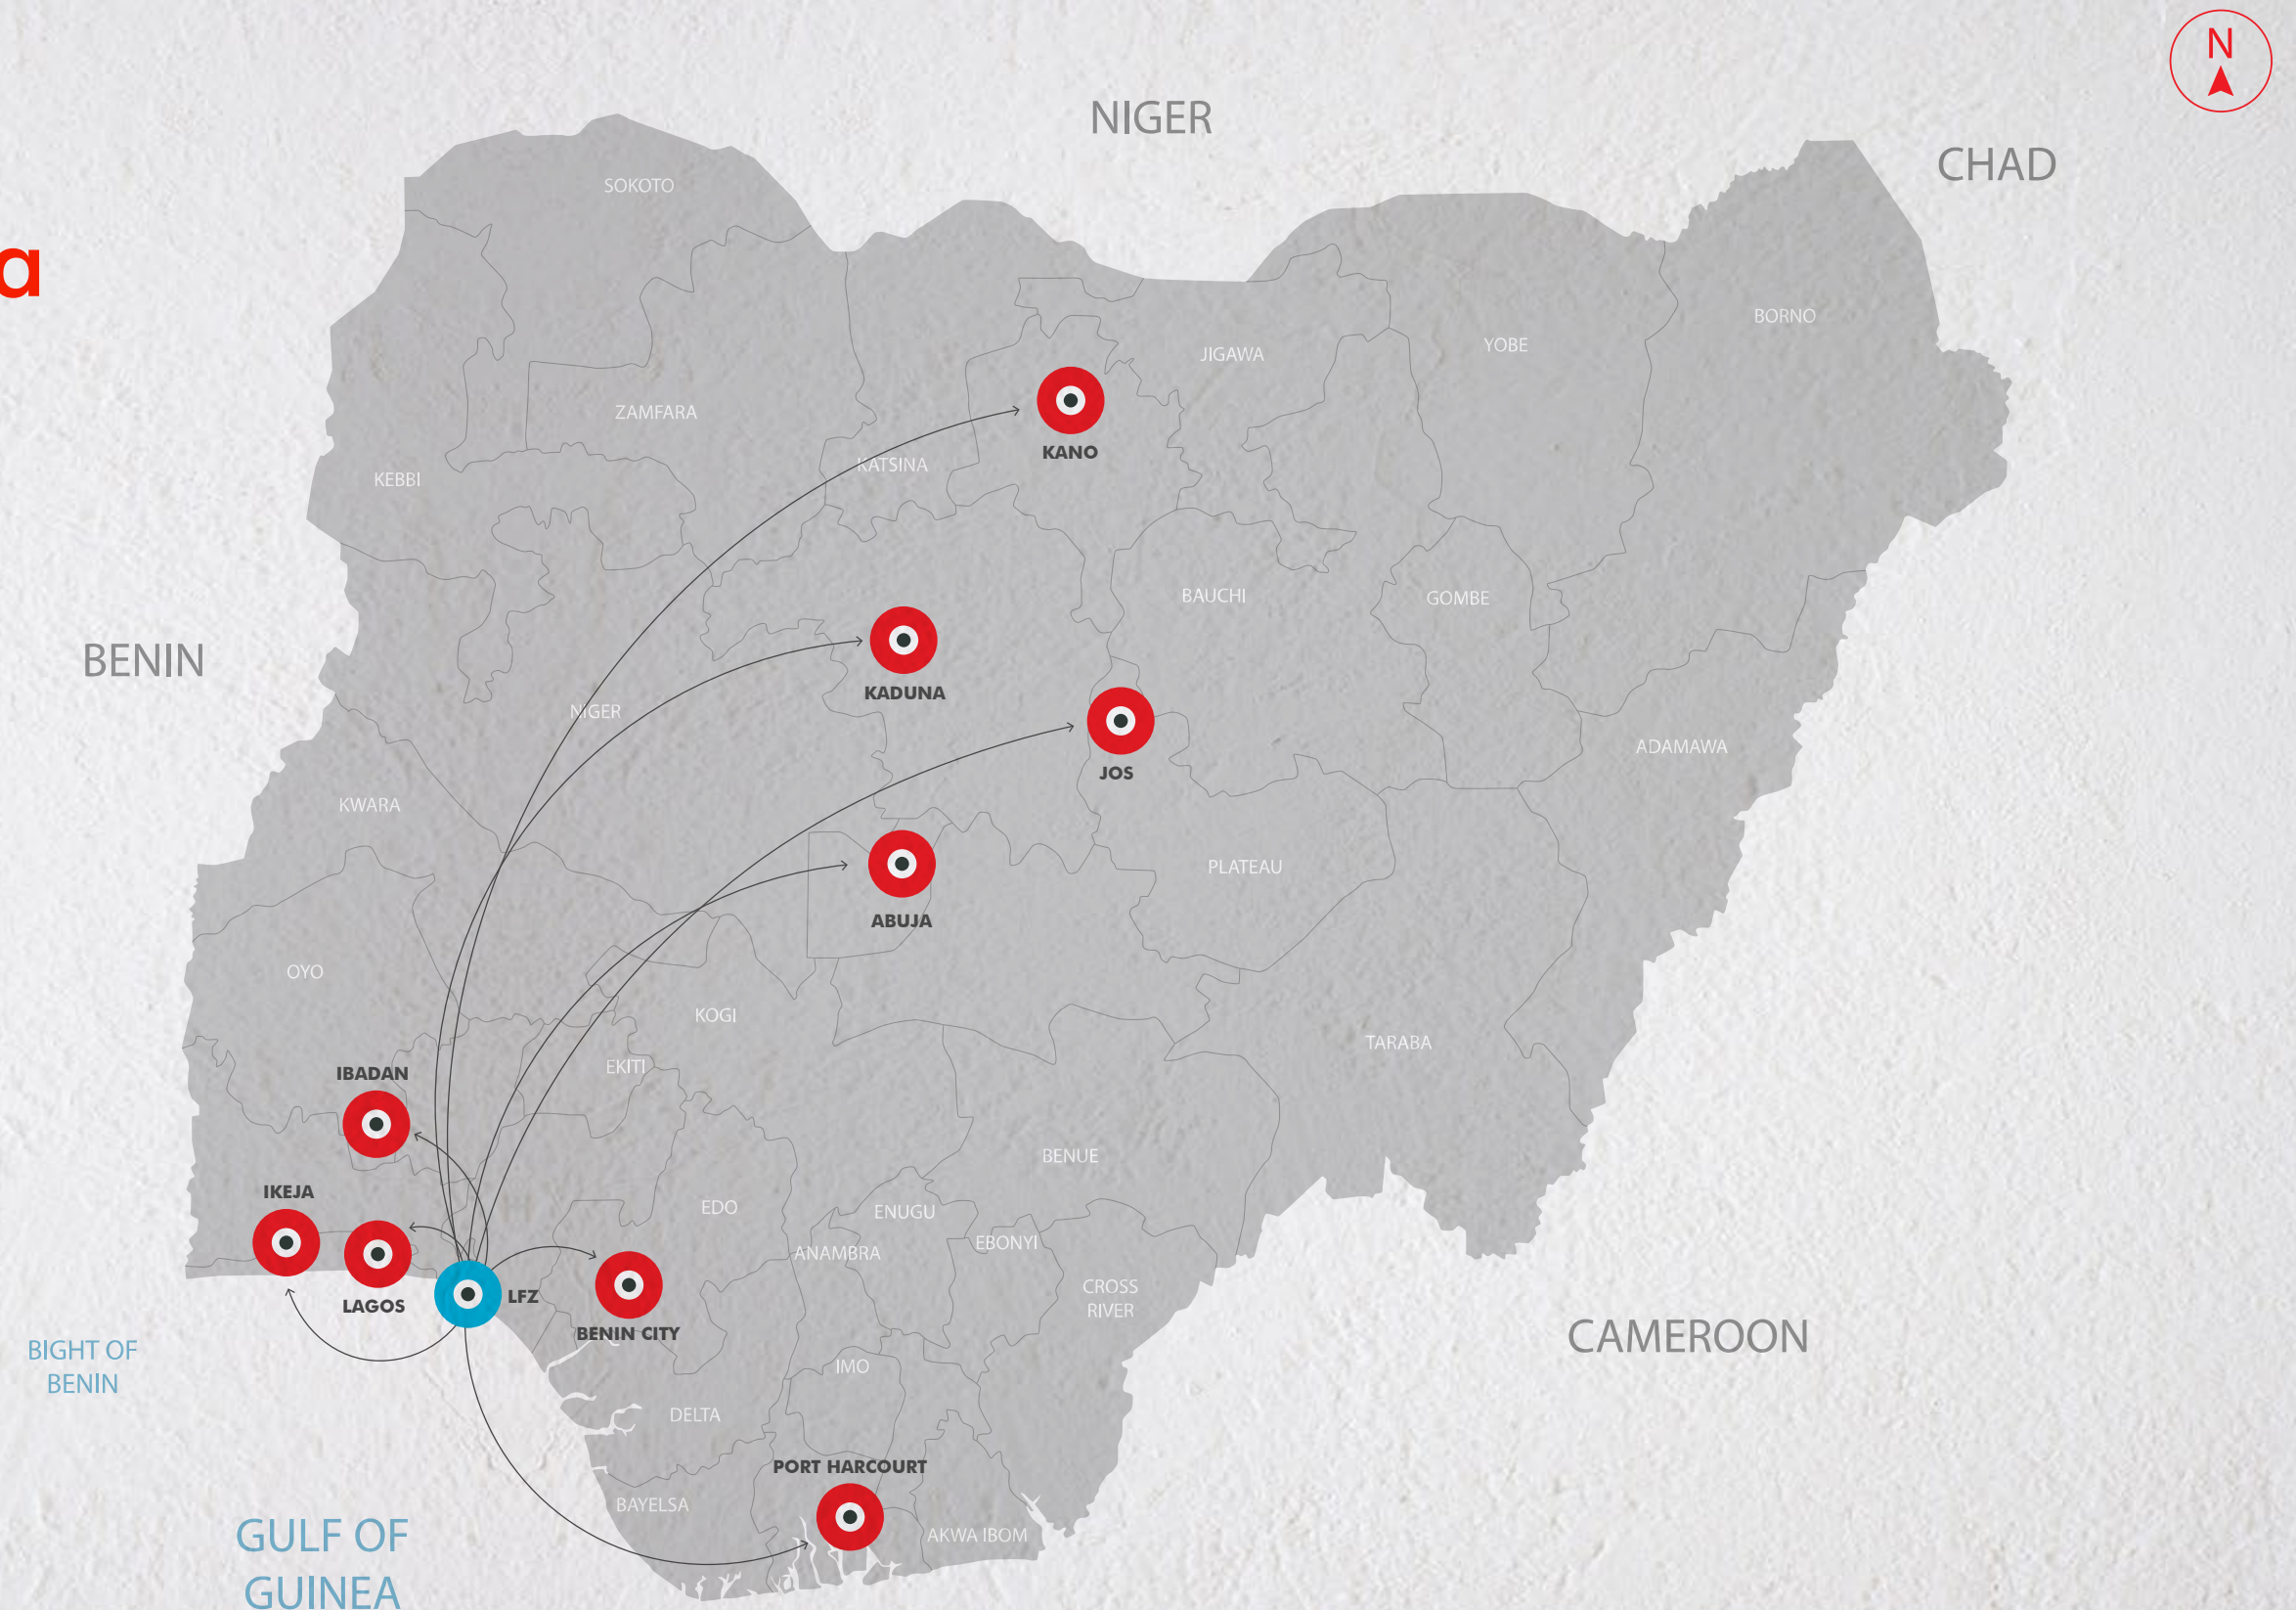 N
NIGER
CHAD
SOKOTO
a
BORNO
YOBE
JIGAWA
ZAMFARA
KANO
KATSINA
KEBBI
BAUCHI
GOMBE
BENIN
KADUNA
NIGER
ADAMAWA
JOS
KWARA
PLATEAU
ABUJA
OYO
KOGI
TARABA
EKITI
IBADAN
BENUE
IKEJA
EDO
ENUGU
EBONYI
ANAMBRA
CROSS
RIVER
LFZ
LAGOS
BENIN CITY
CAMEROON
BIGHT OF
BENIN
IMO
DELTA
PORT HARCOURT
BAYELSA
AKWA IBOM
GULF OF
GUINEA